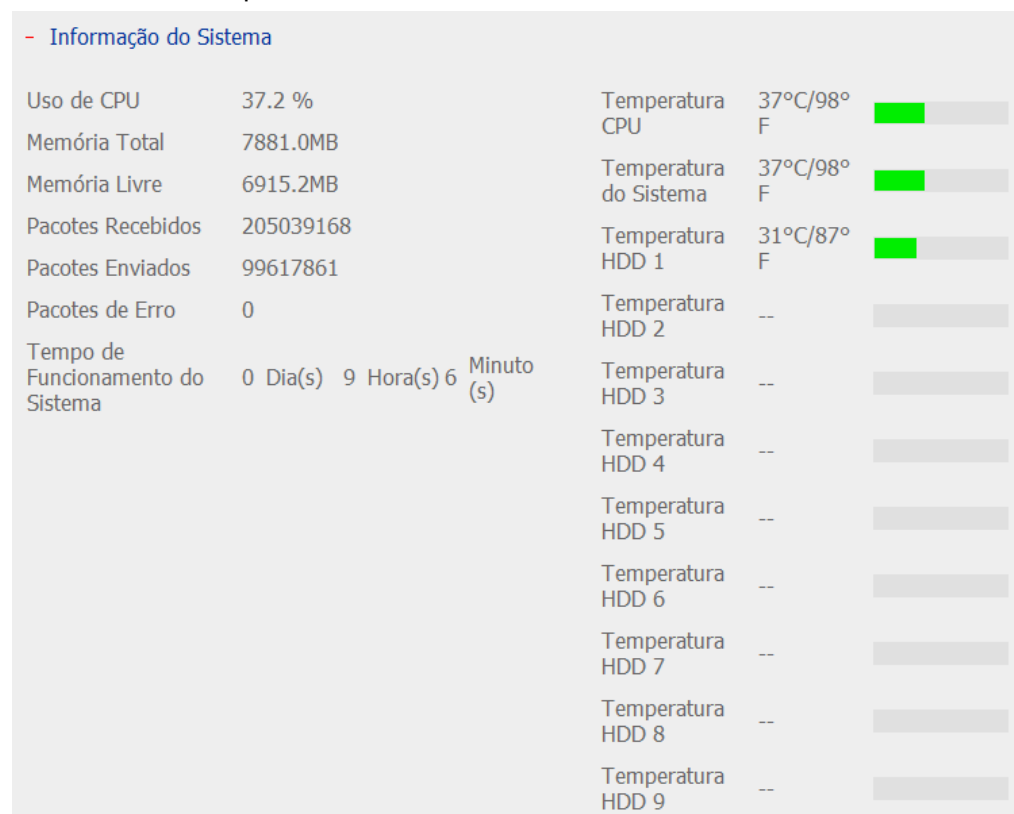 - Informação do Sistema
Uso de CPU 37.2 %
Memória Total 7881.0MB
Memória Livre 6915.2MB
Pacotes Recebidos 205039168
Pacotes Enviados 99617861
Pacotes de Erro 0
Tempo de
Funcionamento do
Sistema
0 Dia(s) 9 Hora(s) 6 Minuto
(s)
Temperatura
CPU
37°C/98°
F
Temperatura
do Sistema
37°C/98°
F
Temperatura
HDD 1
31°C/87°
F
Temperatura
HDD 2
--
Temperatura
HDD 3
--
Temperatura
HDD 4
--
Temperatura
HDD 5
--
Temperatura
HDD 6
--
Temperatura
HDD 7
--
Temperatura
HDD 8
--
Temperatura
HDD 9
--